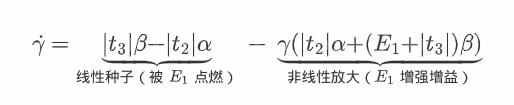 γ̇ = |t₃|β−|t₂|α − γ(|t₂|α+(E₁+|t₃|)β)
线性种子（被 E₁ 点燃） 非线性放大（E₁ 增强增益）